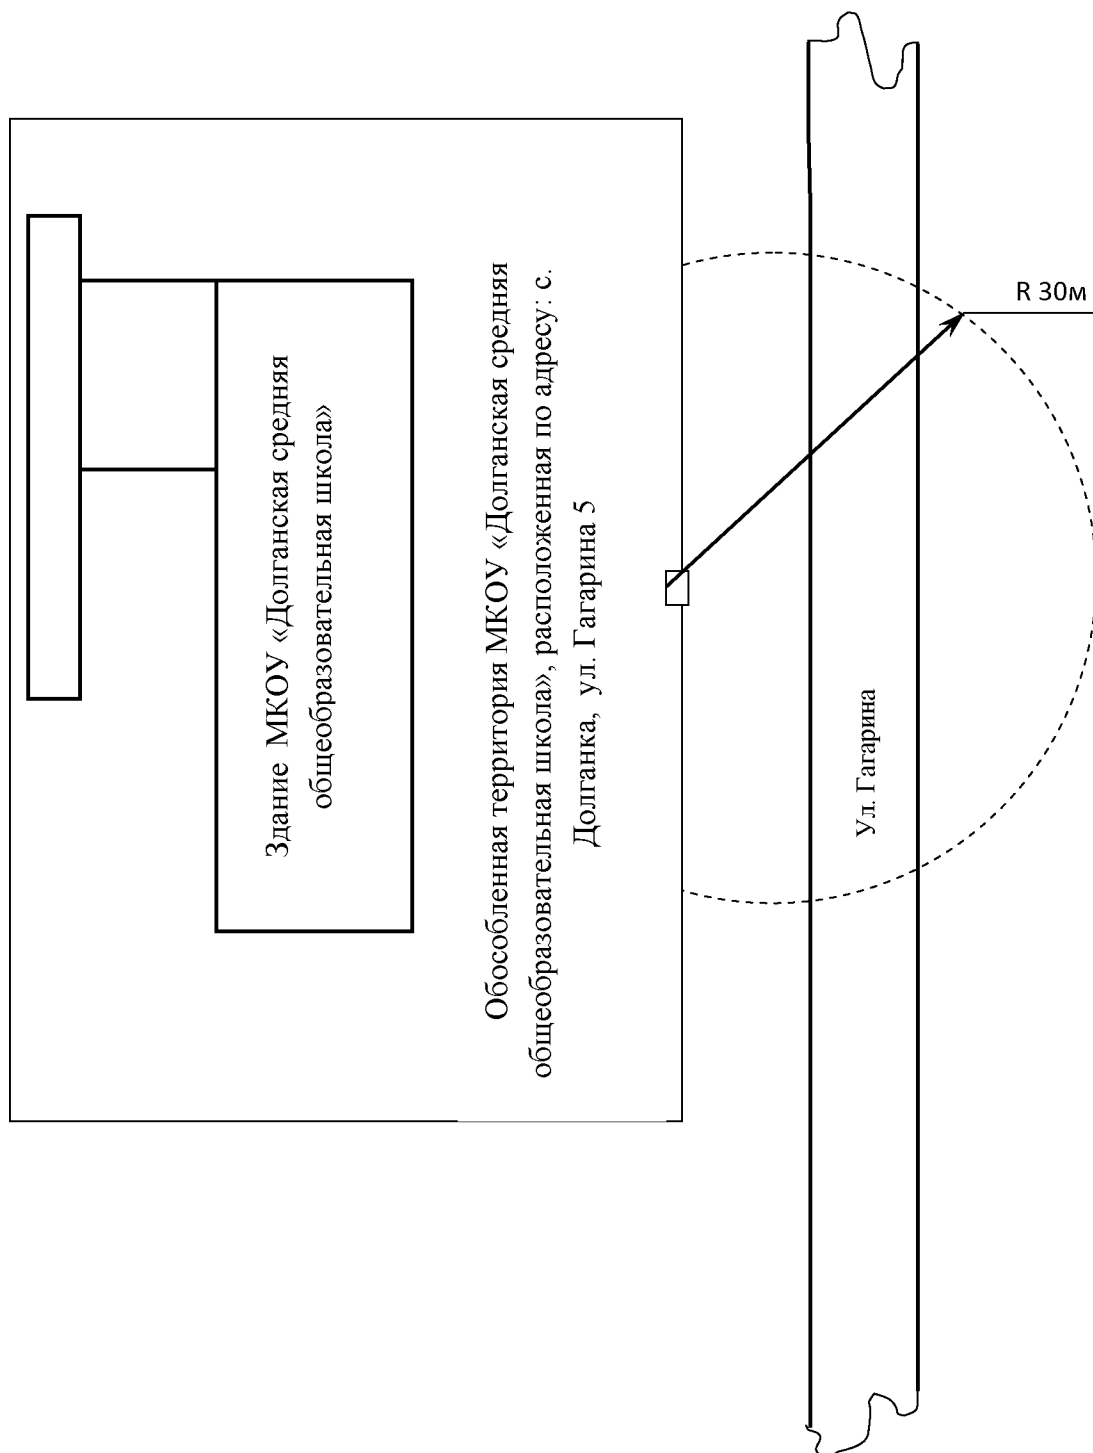 Здание МКОУ «Долганская средняя
общеобразовательная школа»
Обособленная территория МКОУ «Долганская средняя
общеобразовательная школа», расположенная по адресу: с.
Долганка, ул. Гагарина 5
Ул. Гагарина
R 30м